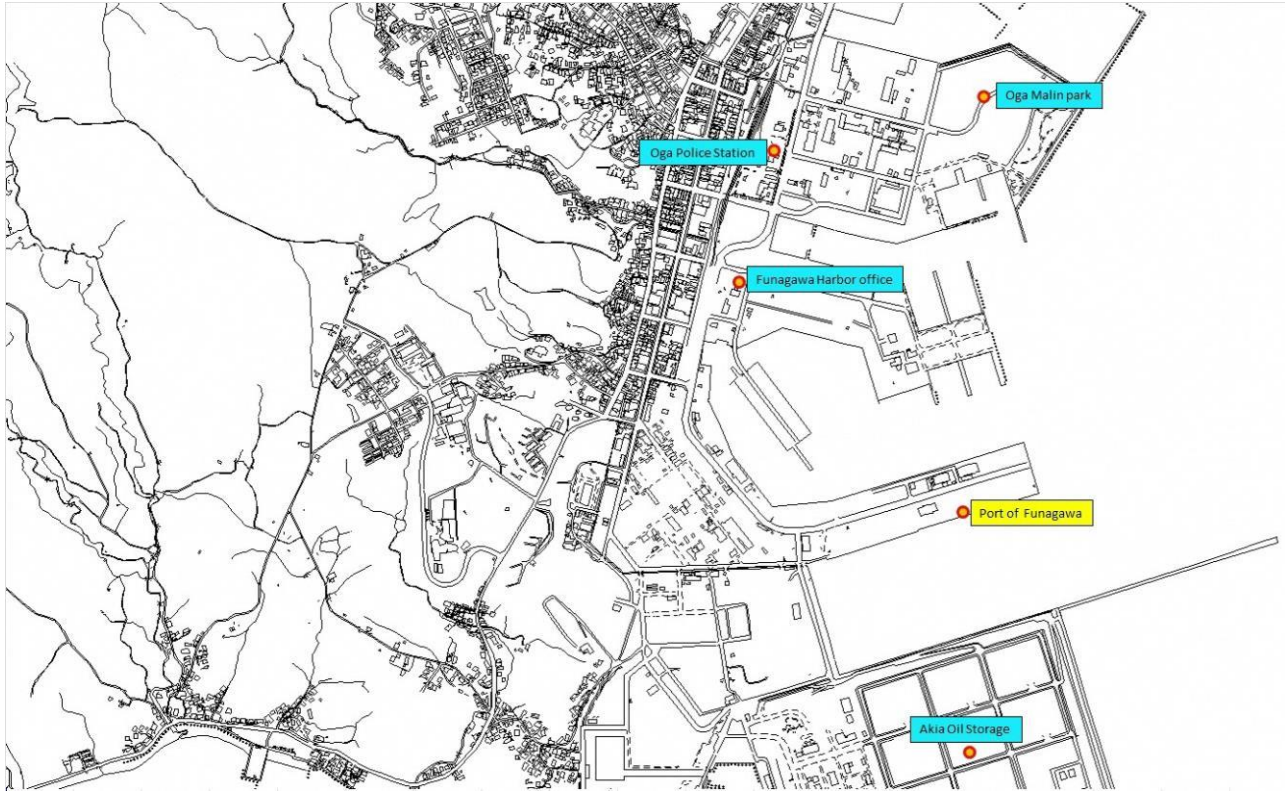 Oga Malin park
Oga Police Station
Funagawa Harbor office
Port of Funagawa
Akia Oil Storage